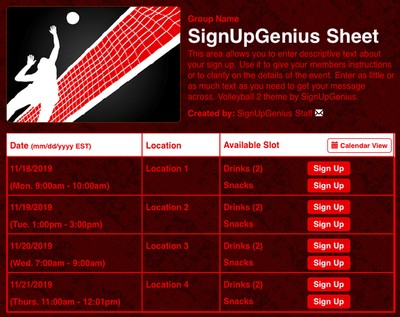 Group Name
SignUpGenius Sheet
This area allows you to enter descriptive text about
your sign up. Use it to give your members instructions
or to clarify on the details of the event. Enter as little or
as much text as you need to get your message
across. Volleyball 2 theme by SignUpGenius.
Created by: SignUpGenius Staff
Date (mm/dd/yyyy EST) Location Available Slot Calendar View
11/18/2019 Location 1 Drinks (2) Sign Up
(Mon. 9:00am - 10:00am) Snacks Sign Up
11/19/2019 Location 2 Drinks (2) Sign Up
(Tue. 1:00pm - 3:00pm) Snacks Sign Up
11/20/2019 Location 3 Drinks (2) Sign Up
(Wed. 7:00am - 9:00am) Snacks Sign Up
11/21/2019 Location 4 Drinks (2) Sign Up
(Thurs. 11:00am - 12:01pm) Snacks Sign Up